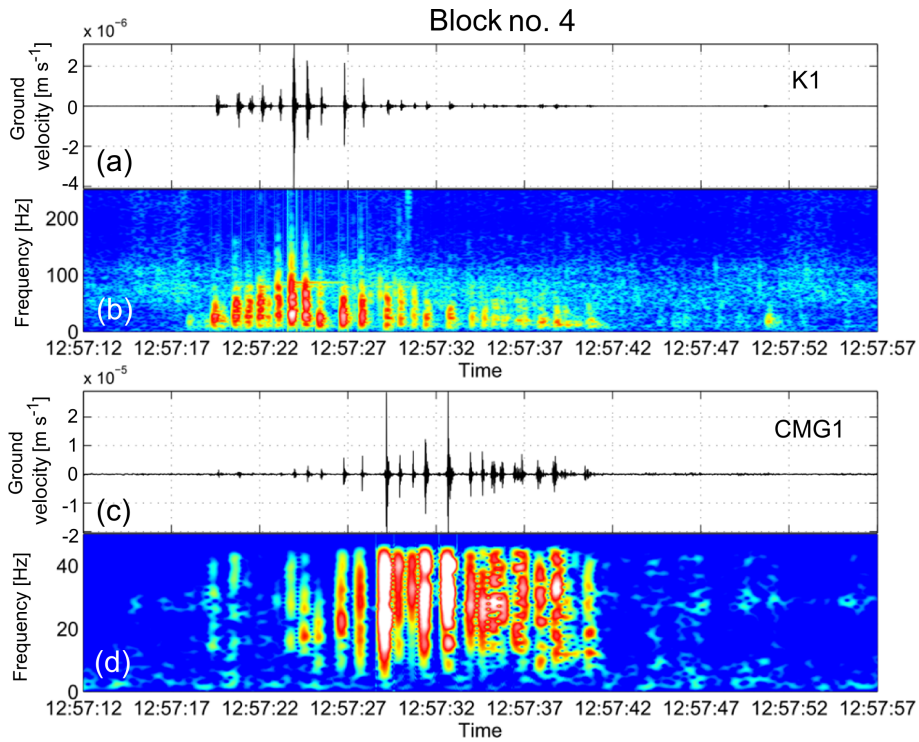 Block no. 4
x 10⁻⁶
Ground velocity [m s⁻¹]
2
0
-2
-4
K1
(a)
Frequency [Hz]
200
100
0
(b)
12:57:12 12:57:17 12:57:22 12:57:27 12:57:32 12:57:37 12:57:42 12:57:47 12:57:52 12:57:57
Time
x 10⁻⁵
Ground velocity [m s⁻¹]
2
1
0
-1
-2
CMG1
(c)
Frequency [Hz]
40
20
0
(d)
12:57:12 12:57:17 12:57:22 12:57:27 12:57:32 12:57:37 12:57:42 12:57:47 12:57:52 12:57:57
Time